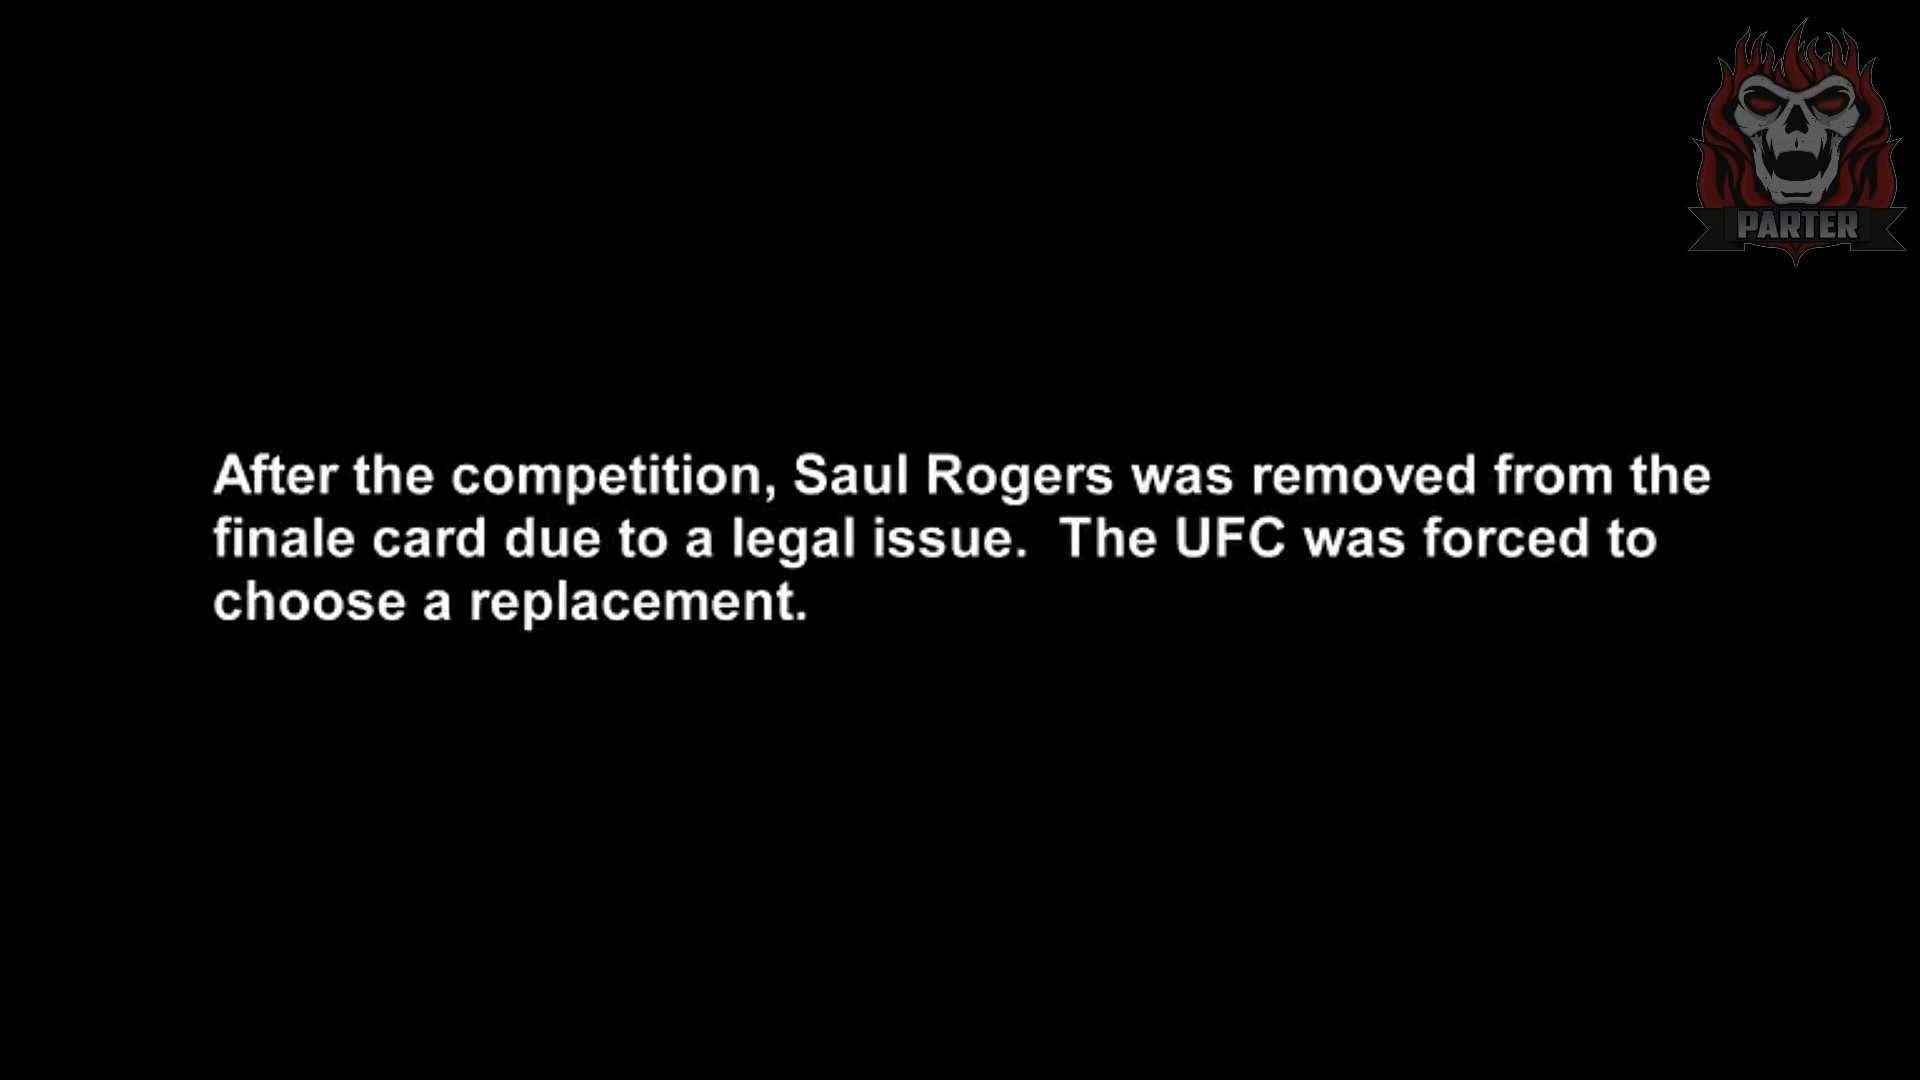 PARTER
After the competition, Saul Rogers was removed from the
finale card due to a legal issue.  The UFC was forced to
choose a replacement.